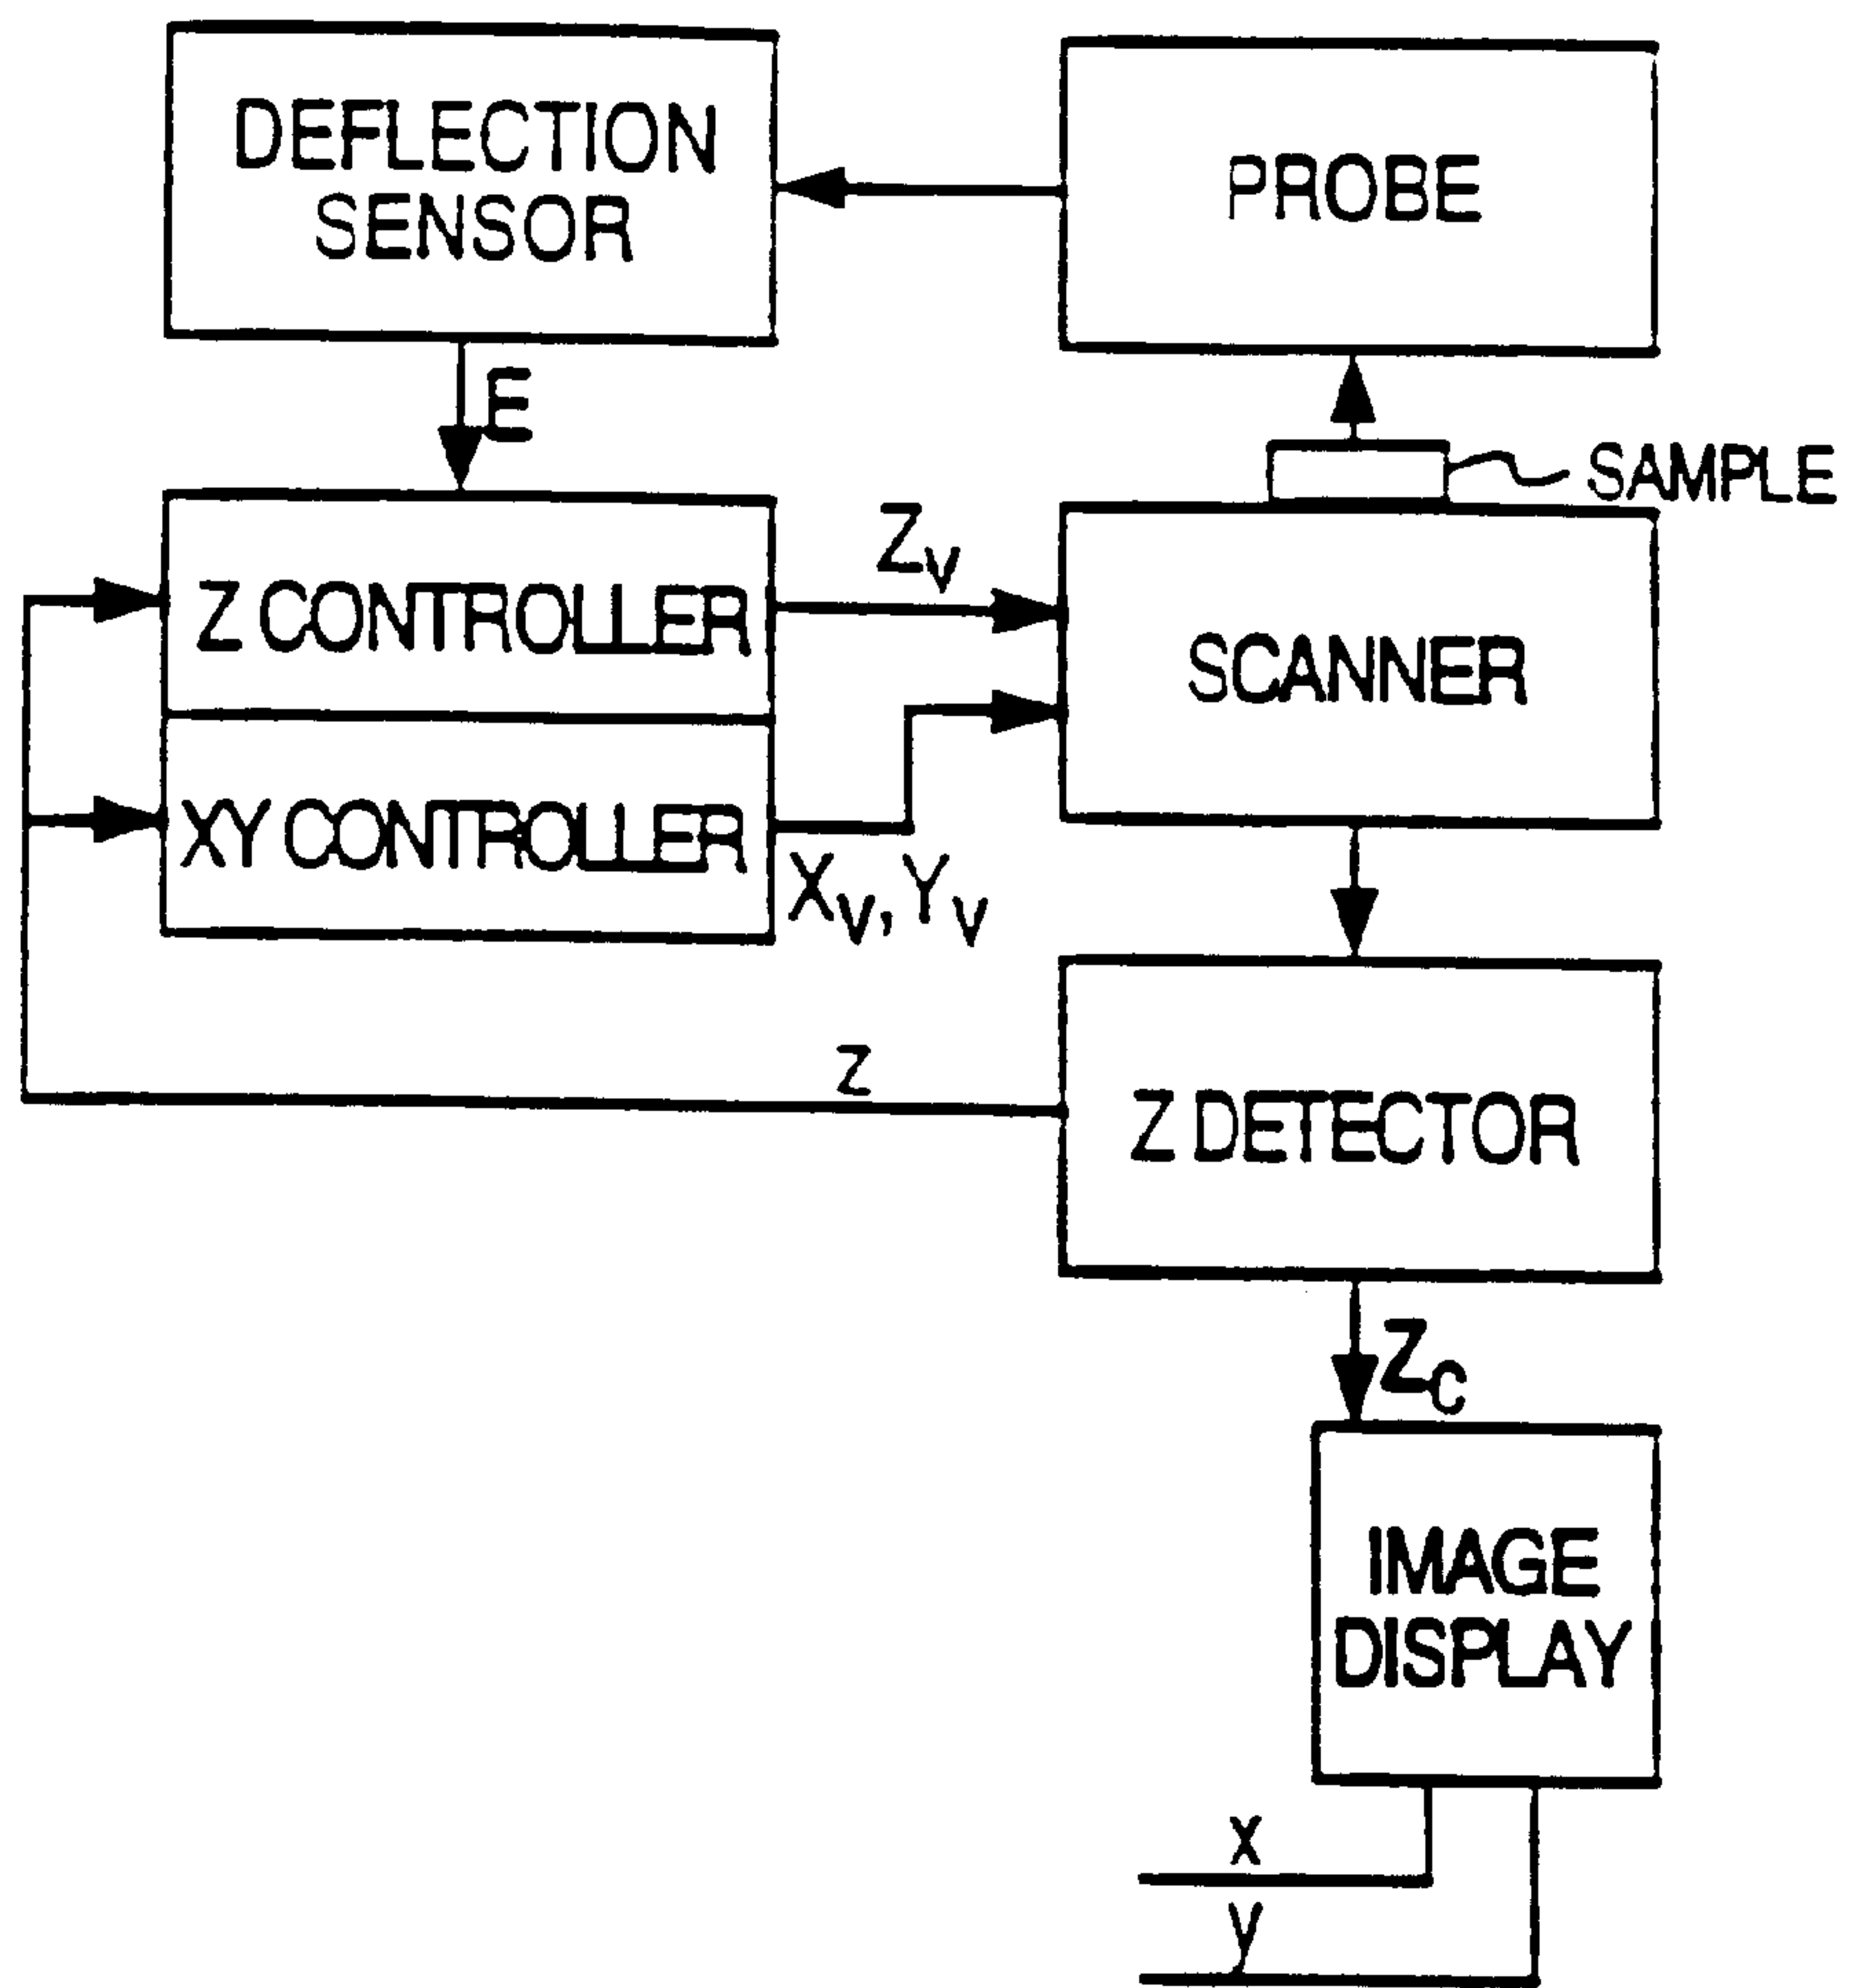 DEFLECTION
SENSOR
PROBE
E
SAMPLE
Z CONTROLLER
Zv
SCANNER
XY CONTROLLER
Xv, Yv
Z
Z DETECTOR
Zc
IMAGE
DISPLAY
X
Y